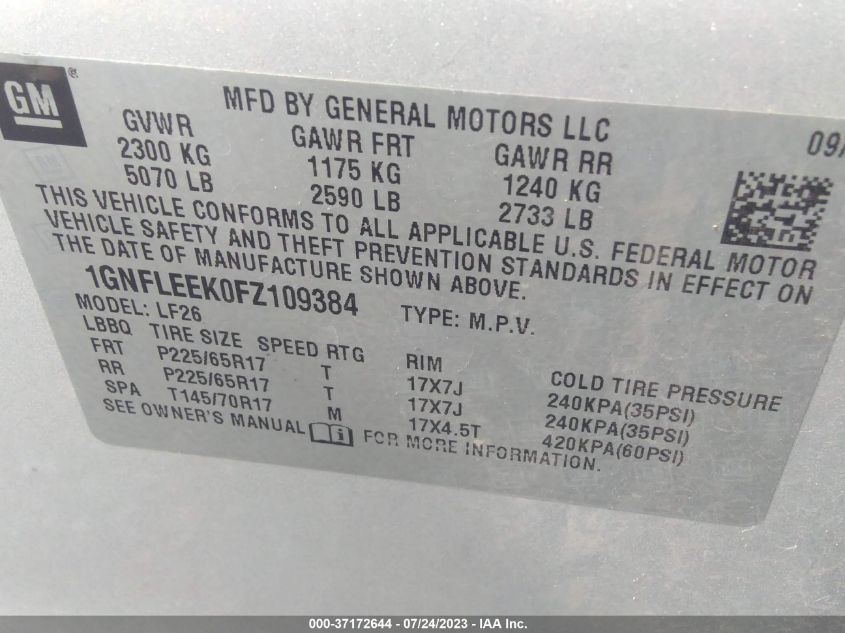 GM ®
MFD BY GENERAL MOTORS LLC
09/
GVWR GAWR FRT GAWR RR
2300 KG 1175 KG 1240 KG
5070 LB 2590 LB 2733 LB
THIS VEHICLE CONFORMS TO ALL APPLICABLE U.S. FEDERAL MOTOR
VEHICLE SAFETY AND THEFT PREVENTION STANDARDS IN EFFECT ON
THE DATE OF MANUFACTURE SHOWN ABOVE.
1GNFLEEK0FZ109384 TYPE: M.P.V.
MODEL: LF26
LBBQ TIRE SIZE SPEED RTG RIM COLD TIRE PRESSURE
FRT P225/65R17 T 17X7J 240KPA(35PSI)
RR P225/65R17 T 17X7J 240KPA(35PSI)
SPA T145/70R17 M 17X4.5T 420KPA(60PSI)
SEE OWNER'S MANUAL FOR MORE INFORMATION.
000-37172644 - 07/24/2023 - IAA Inc.